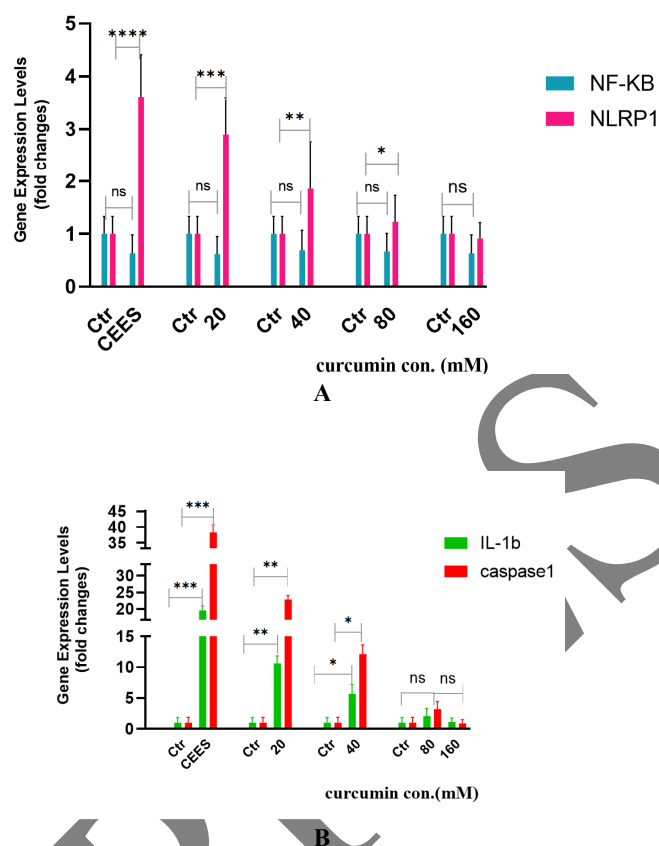 Gene Expression Levels
(fold changes)
5
4
3
2
1
0
****
***
**
*
ns
ns
ns
ns
ns
NF-KB
NLRP1
Ctr
CEES
Ctr
20
Ctr
40
Ctr
80
Ctr
160
curcumin con. (mM)
A
Gene Expression Levels
(fold changes)
45
40
35
30
25
20
15
10
5
0
***
***
**
**
*
*
ns
ns
IL-1b
caspase1
Ctr
CEES
Ctr
20
Ctr
40
Ctr
80
160
curcumin con.(mM)
B